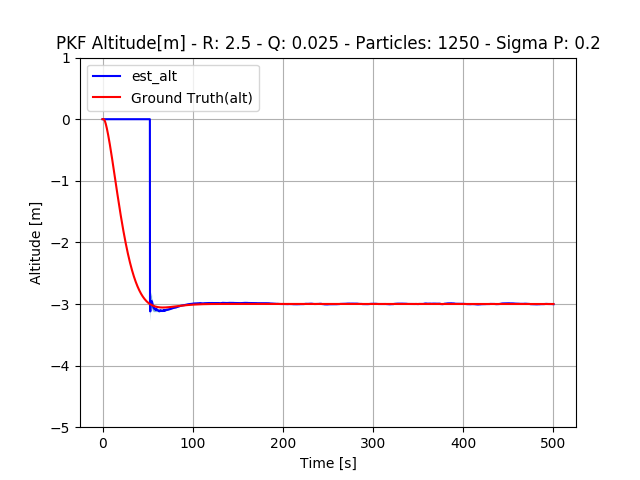 PKF Altitude[m] - R: 2.5 - Q: 0.025 - Particles: 1250 - Sigma P: 0.2
est_alt
Ground Truth(alt)
1
0
−1
−2
−3
−4
−5
Altitude [m]
0 100 200 300 400 500
Time [s]